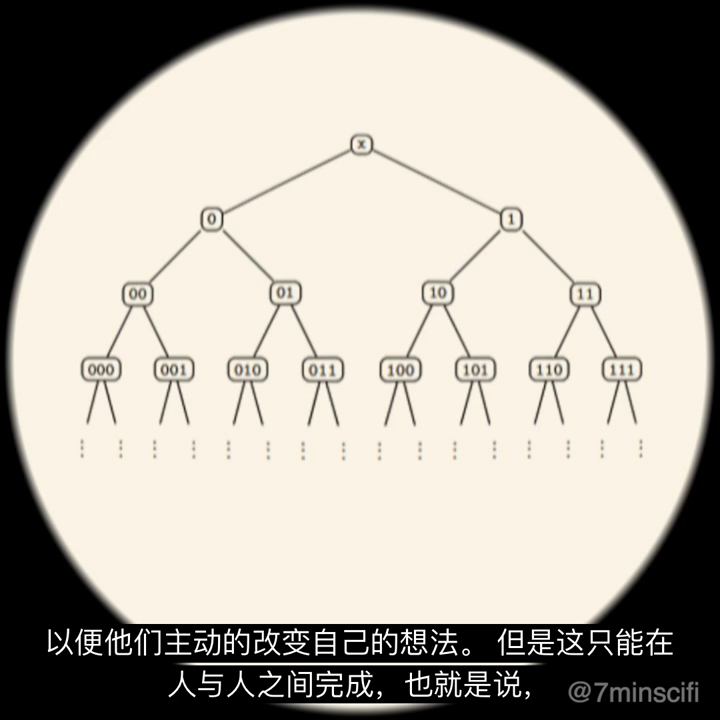 x
0 1
00 01 10 11
000 001 010 011 100 101 110 111
以便他们主动的改变自己的想法。 但是这只能在
人与人之间完成，也就是说，
@7minscifi